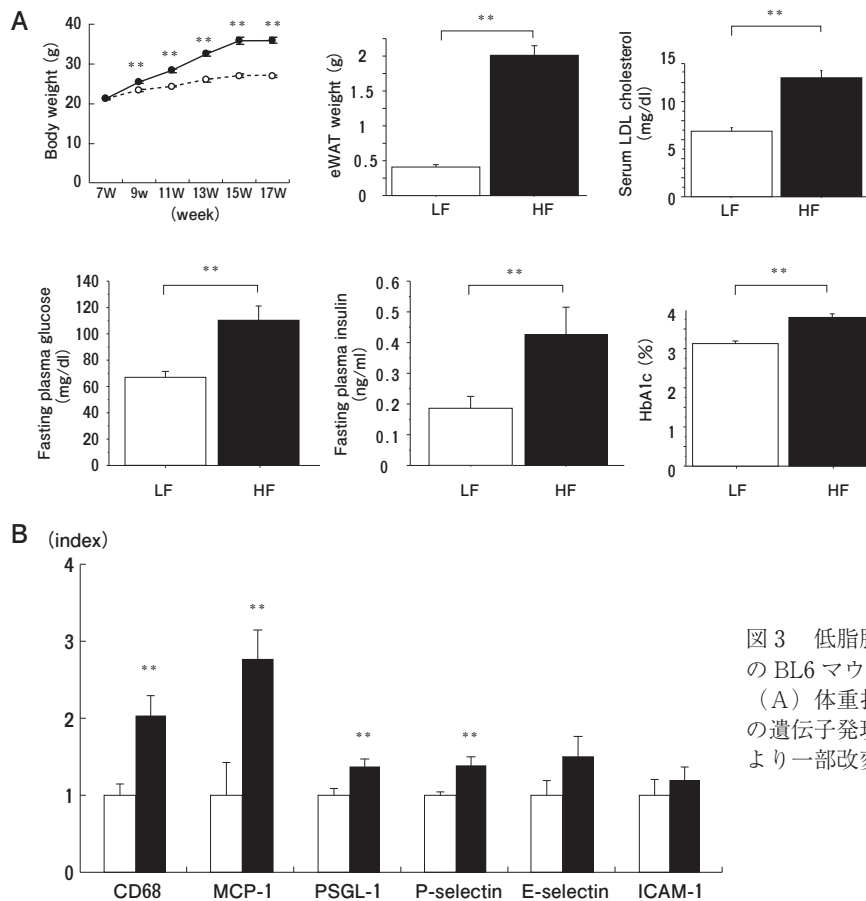 A
Body weight (g)
40
30
20
10
0
** ** ** ** **
7W 9w 11W 13W 15W 17W
(week)
eWAT weight (g)
2
1.5
1
0.5
0
**
LF HF
Serum LDL cholesterol
(mg/dl)
15
10
5
0
**
LF HF
Fasting plasma glucose
(mg/dl)
140
120
100
80
60
40
20
0
**
LF HF
Fasting plasma insulin
(ng/ml)
0.6
0.5
0.4
0.3
0.2
0.1
0
**
LF HF
HbA1c (%)
4
3
2
1
0
**
LF HF
B (index)
4
3
2
1
0
** ** ** **
CD68 MCP-1 PSGL-1 P-selectin E-selectin ICAM-1
図 3 低脂
の BL6 マウ
(A)体重
の遺伝子発
より一部改